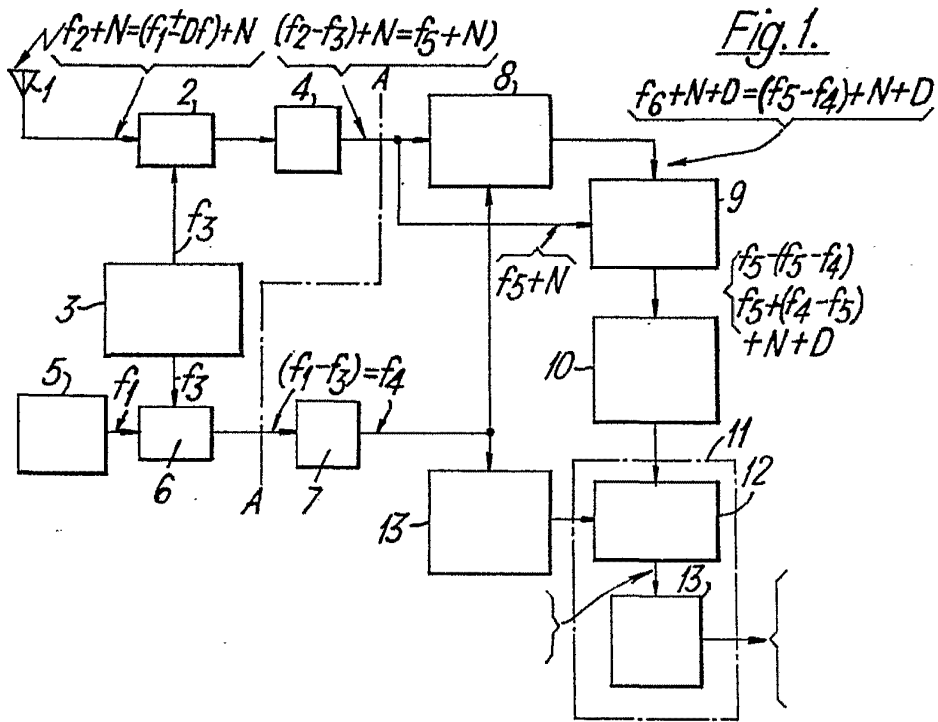 Fig.1.
f2+N=(f1±Df)+N
(f2-f3)+N=f5+N)
f6+N+D=(f5-f4)+N+D
1
2
4
A
8
9
f3
f5+N
f5-(f5-f4)
f5+(f4-f5)
+N+D
3
10
5
f1
f3
(f1-f3)=f4
6
A
7
11
12
13
13